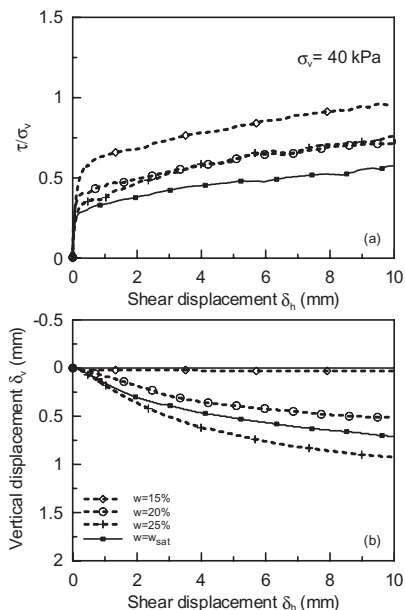 σv= 40 kPa
1.5
1
0.5
0
τ/σv
(a)
0 2 4 6 8 10
Shear displacement δh (mm)
-0.5
0
0.5
1
1.5
2
Vertical displacement δv (mm)
w=15%
w=20%
w=25%
w=wsat
(b)
0 2 4 6 8 10
Shear displacement δh (mm)